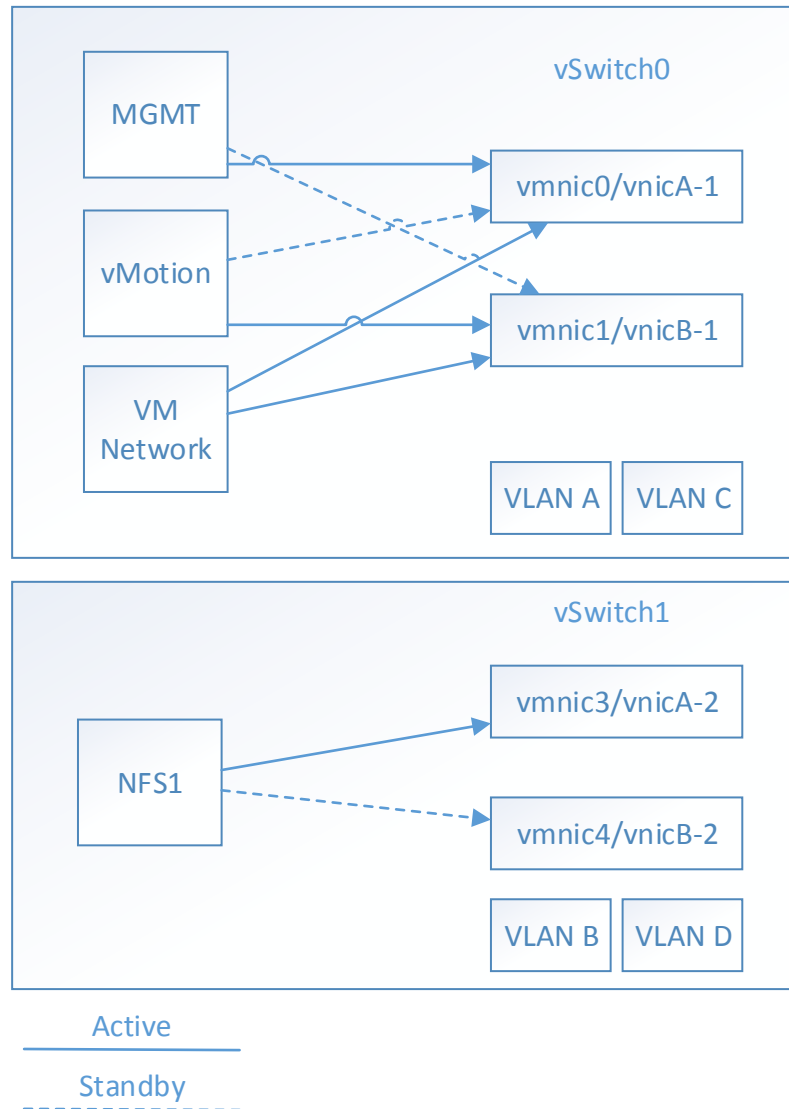 vSwitch0
MGMT
vmnic0/vnicA-1
vMotion
vmnic1/vnicB-1
VM
Network
VLAN A
VLAN C
vSwitch1
vmnic3/vnicA-2
NFS1
vmnic4/vnicB-2
VLAN B
VLAN D
Active
Standby